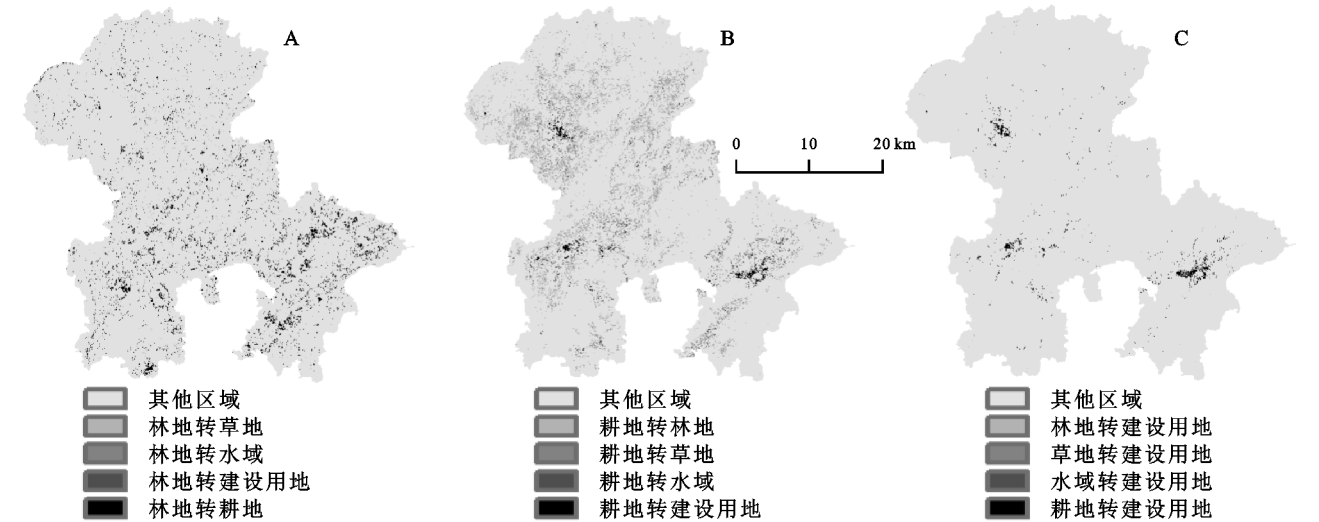 A
B
C
0 10 20 km
其他区域
林地转草地
林地转水域
林地转建设用地
林地转耕地
其他区域
耕地转林地
耕地转草地
耕地转水域
耕地转建设用地
其他区域
林地转建设用地
草地转建设用地
水域转建设用地
耕地转建设用地